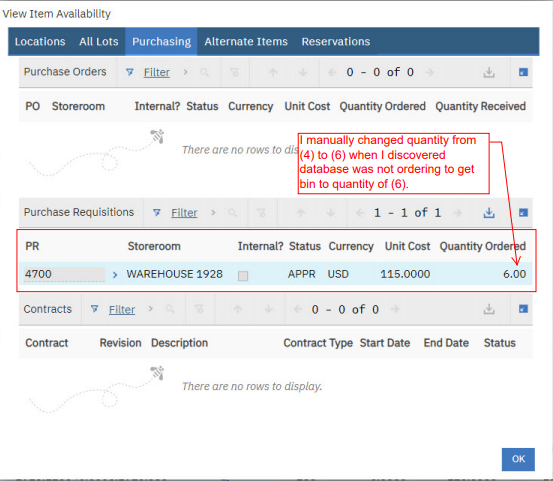 View Item Availability
Locations All Lots Purchasing Alternate Items Reservations
Purchase Orders Filter 0 - 0 of 0
PO Storeroom Internal? Status Currency Unit Cost Quantity Ordered Quantity Received
There are no rows to
I manually changed quantity from
(4) to (6) when I discovered
database was not ordering to get
bin to quantity of (6).
Purchase Requisitions Filter 1 - 1 of 1
PR Storeroom Internal? Status Currency Unit Cost Quantity Ordered
4700 WAREHOUSE 1928 APPR USD 115.0000 6.00
Contracts Filter 0 - 0 of 0
Contract Revision Description Contract Type Start Date End Date Status
There are no rows to display.
OK